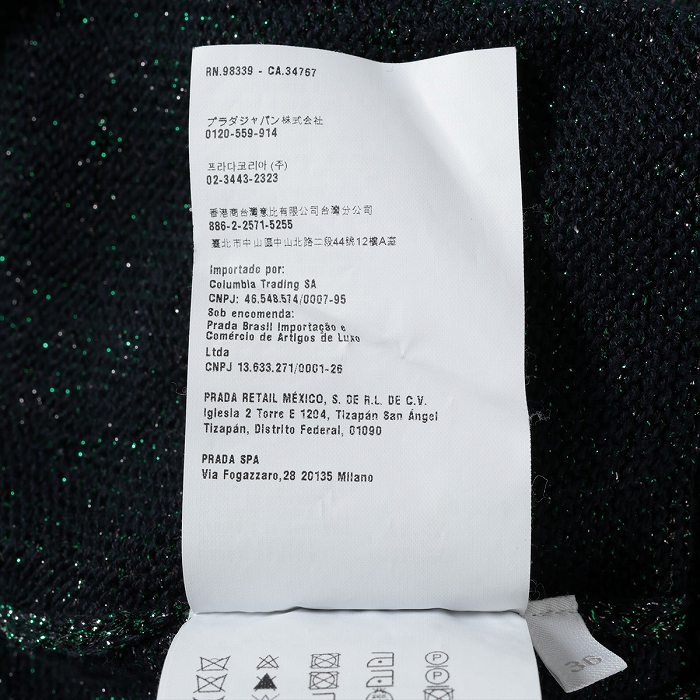 RN.98339 - CA.34767
プラダジャパン株式会社
0120-559-914
프라다코리아 (주)
02-3443-2323
香港商台灣意比有限公司台灣分公司
886-2-2571-5255
臺北市中山區中山北路二段44號12樓A室
Importado por:
Columbia Trading SA
CNPJ: 46.548.574/0007-95
Sob encomenda:
Prada Brasil Importação e
Comércio de Artigos de Luxo
Ltda
CNPJ 13.633.271/0001-26
PRADA RETAIL MÉXICO, S. DE R.L. DE C.V.
Iglesia 2 Torre E 1204, Tizapán San Ángel
Tizapán, Distrito Federal, 01090
PRADA SPA
Via Fogazzaro,28 20135 Milano
P
36